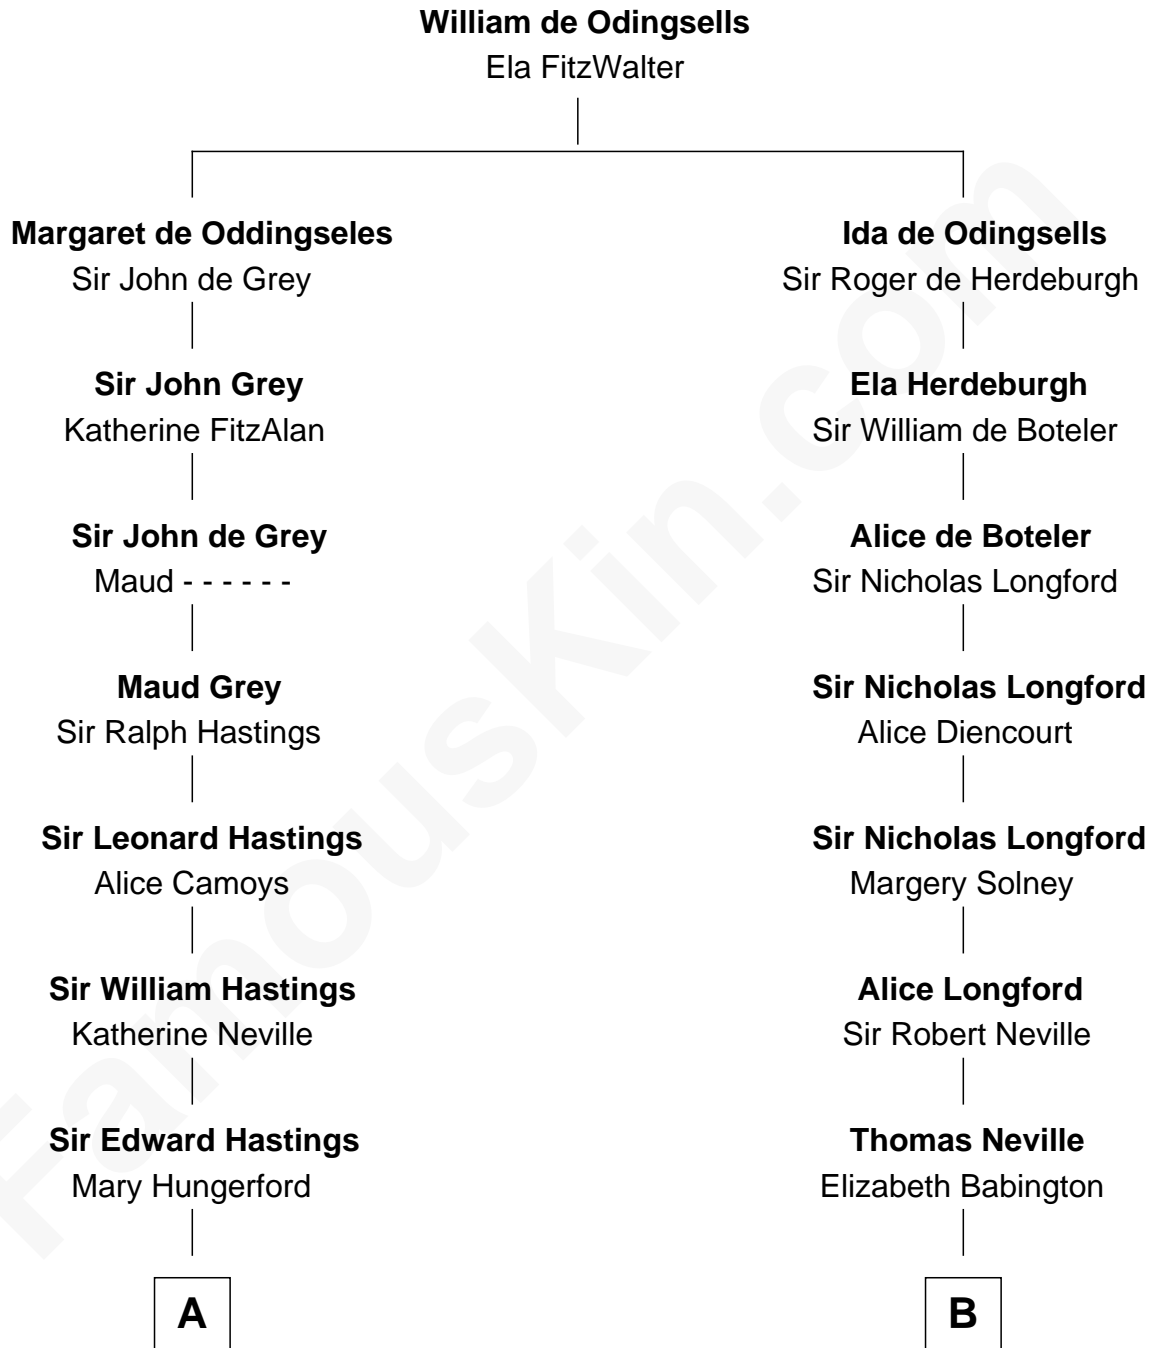 William de Odingsells
Ela FitzWalter
Margaret de Oddingseles
Sir John de Grey
Ida de Odingsells
Sir Roger de Herdeburgh
Sir John Grey
Katherine FitzAlan
Ela Herdeburgh
Sir William de Boteler
Sir John de Grey
Maud - - - - - -
Alice de Boteler
Sir Nicholas Longford
Maud Grey
Sir Ralph Hastings
Sir Nicholas Longford
Alice Diencourt
Sir Leonard Hastings
Alice Camoys
Sir Nicholas Longford
Margery Solney
Sir William Hastings
Katherine Neville
Alice Longford
Sir Robert Neville
Sir Edward Hastings
Mary Hungerford
Thomas Neville
Elizabeth Babington
A
B
FamousKin.com